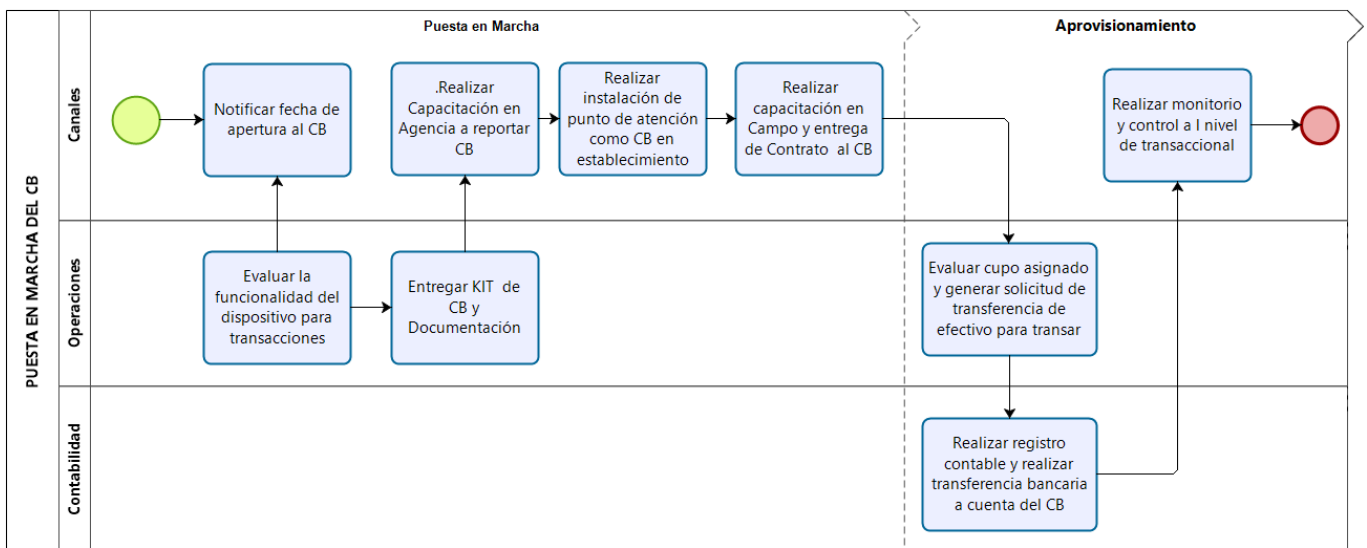 Puesta en Marcha
Aprovisionamiento
PUESTA EN MARCHA DEL CB
Canales
Notificar fecha de
apertura al CB
.Realizar
Capacitación en
Agencia a reportar
CB
Realizar
instalación de
punto de atención
como CB en
establecimiento
Realizar
capacitación en
Campo y entrega
de Contrato al CB
Realizar monitorio
y control a I nivel
de transaccional
Operaciones
Evaluar la
funcionalidad del
dispositivo para
transacciones
Entregar KIT de
CB y
Documentación
Evaluar cupo asignado
y generar solicitud de
transferencia de
efectivo para transar
Contabilidad
Realizar registro
contable y realizar
transferencia bancaria
a cuenta del CB